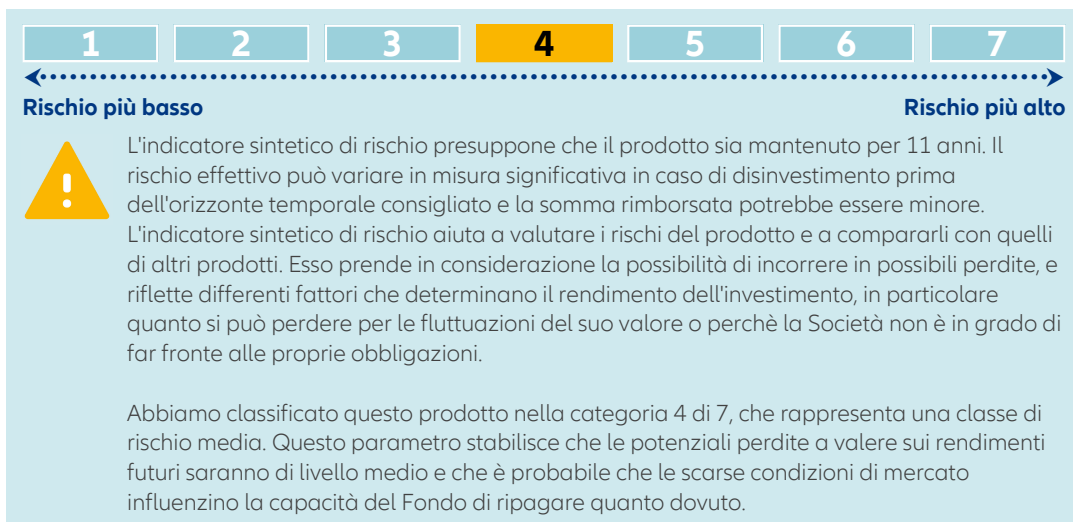 1 2 3 4 5 6 7
Rischio più basso Rischio più alto
L'indicatore sintetico di rischio presuppone che il prodotto sia mantenuto per 11 anni. Il
rischio effettivo può variare in misura significativa in caso di disinvestimento prima
dell'orizzonte temporale consigliato e la somma rimborsata potrebbe essere minore.
L'indicatore sintetico di rischio aiuta a valutare i rischi del prodotto e a compararli con quelli
di altri prodotti. Esso prende in considerazione la possibilità di incorrere in possibili perdite, e
riflette differenti fattori che determinano il rendimento dell'investimento, in particolare
quanto si può perdere per le fluttuazioni del suo valore o perchè la Società non è in grado di
far fronte alle proprie obbligazioni.
Abbiamo classificato questo prodotto nella categoria 4 di 7, che rappresenta una classe di
rischio media. Questo parametro stabilisce che le potenziali perdite a valere sui rendimenti
futuri saranno di livello medio e che è probabile che le scarse condizioni di mercato
influenzino la capacità del Fondo di ripagare quanto dovuto.